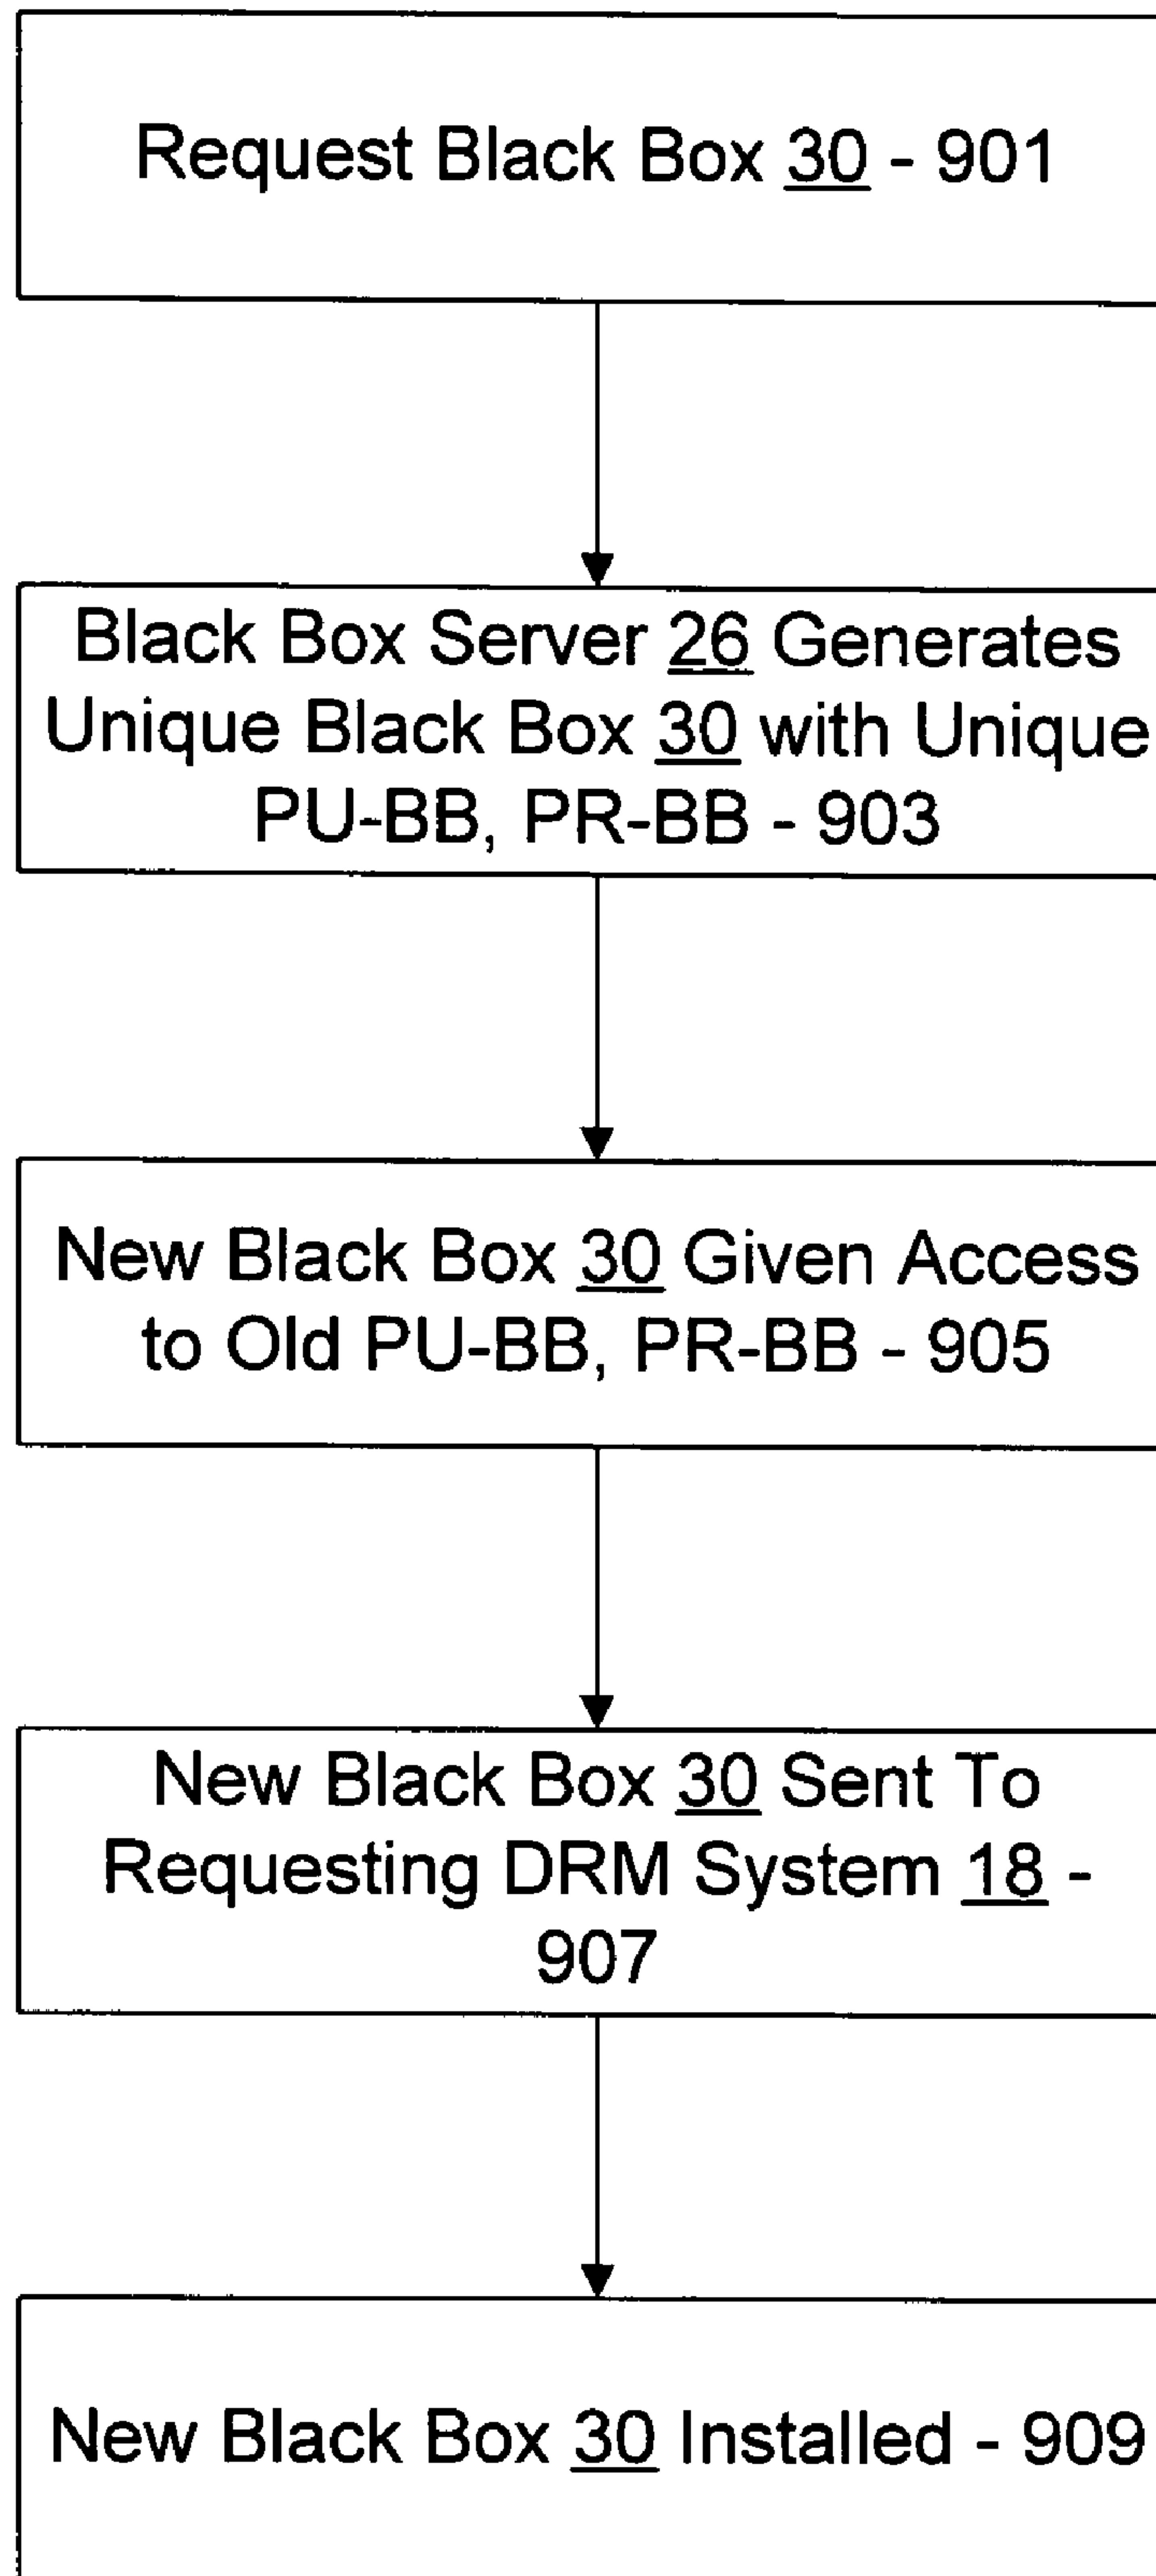 Request Black Box 30 - 901
Black Box Server 26 Generates
Unique Black Box 30 with Unique
PU-BB, PR-BB - 903
New Black Box 30 Given Access
to Old PU-BB, PR-BB - 905
New Black Box 30 Sent To
Requesting DRM System 18 -
907
New Black Box 30 Installed - 909